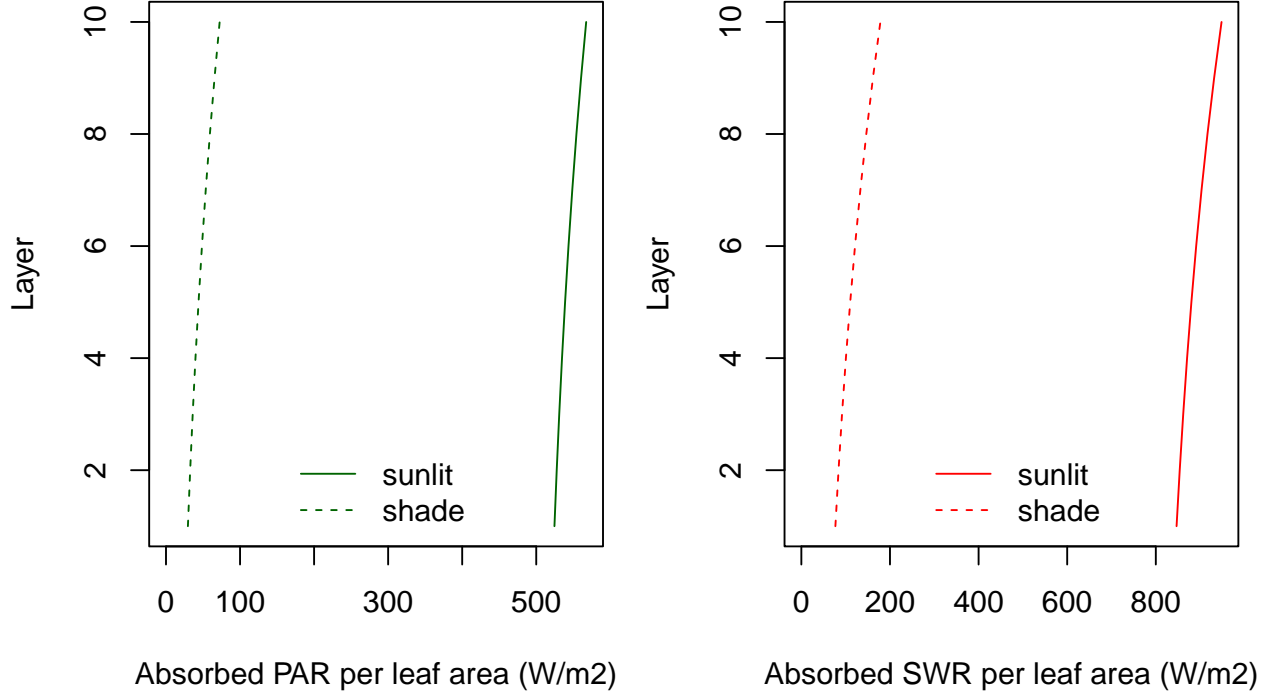 10
8
6
4
2
Layer
sunlit
shade
0 100 300 500
Absorbed PAR per leaf area (W/m2)
10
8
6
4
2
Layer
sunlit
shade
0 200 400 600 800
Absorbed SWR per leaf area (W/m2)